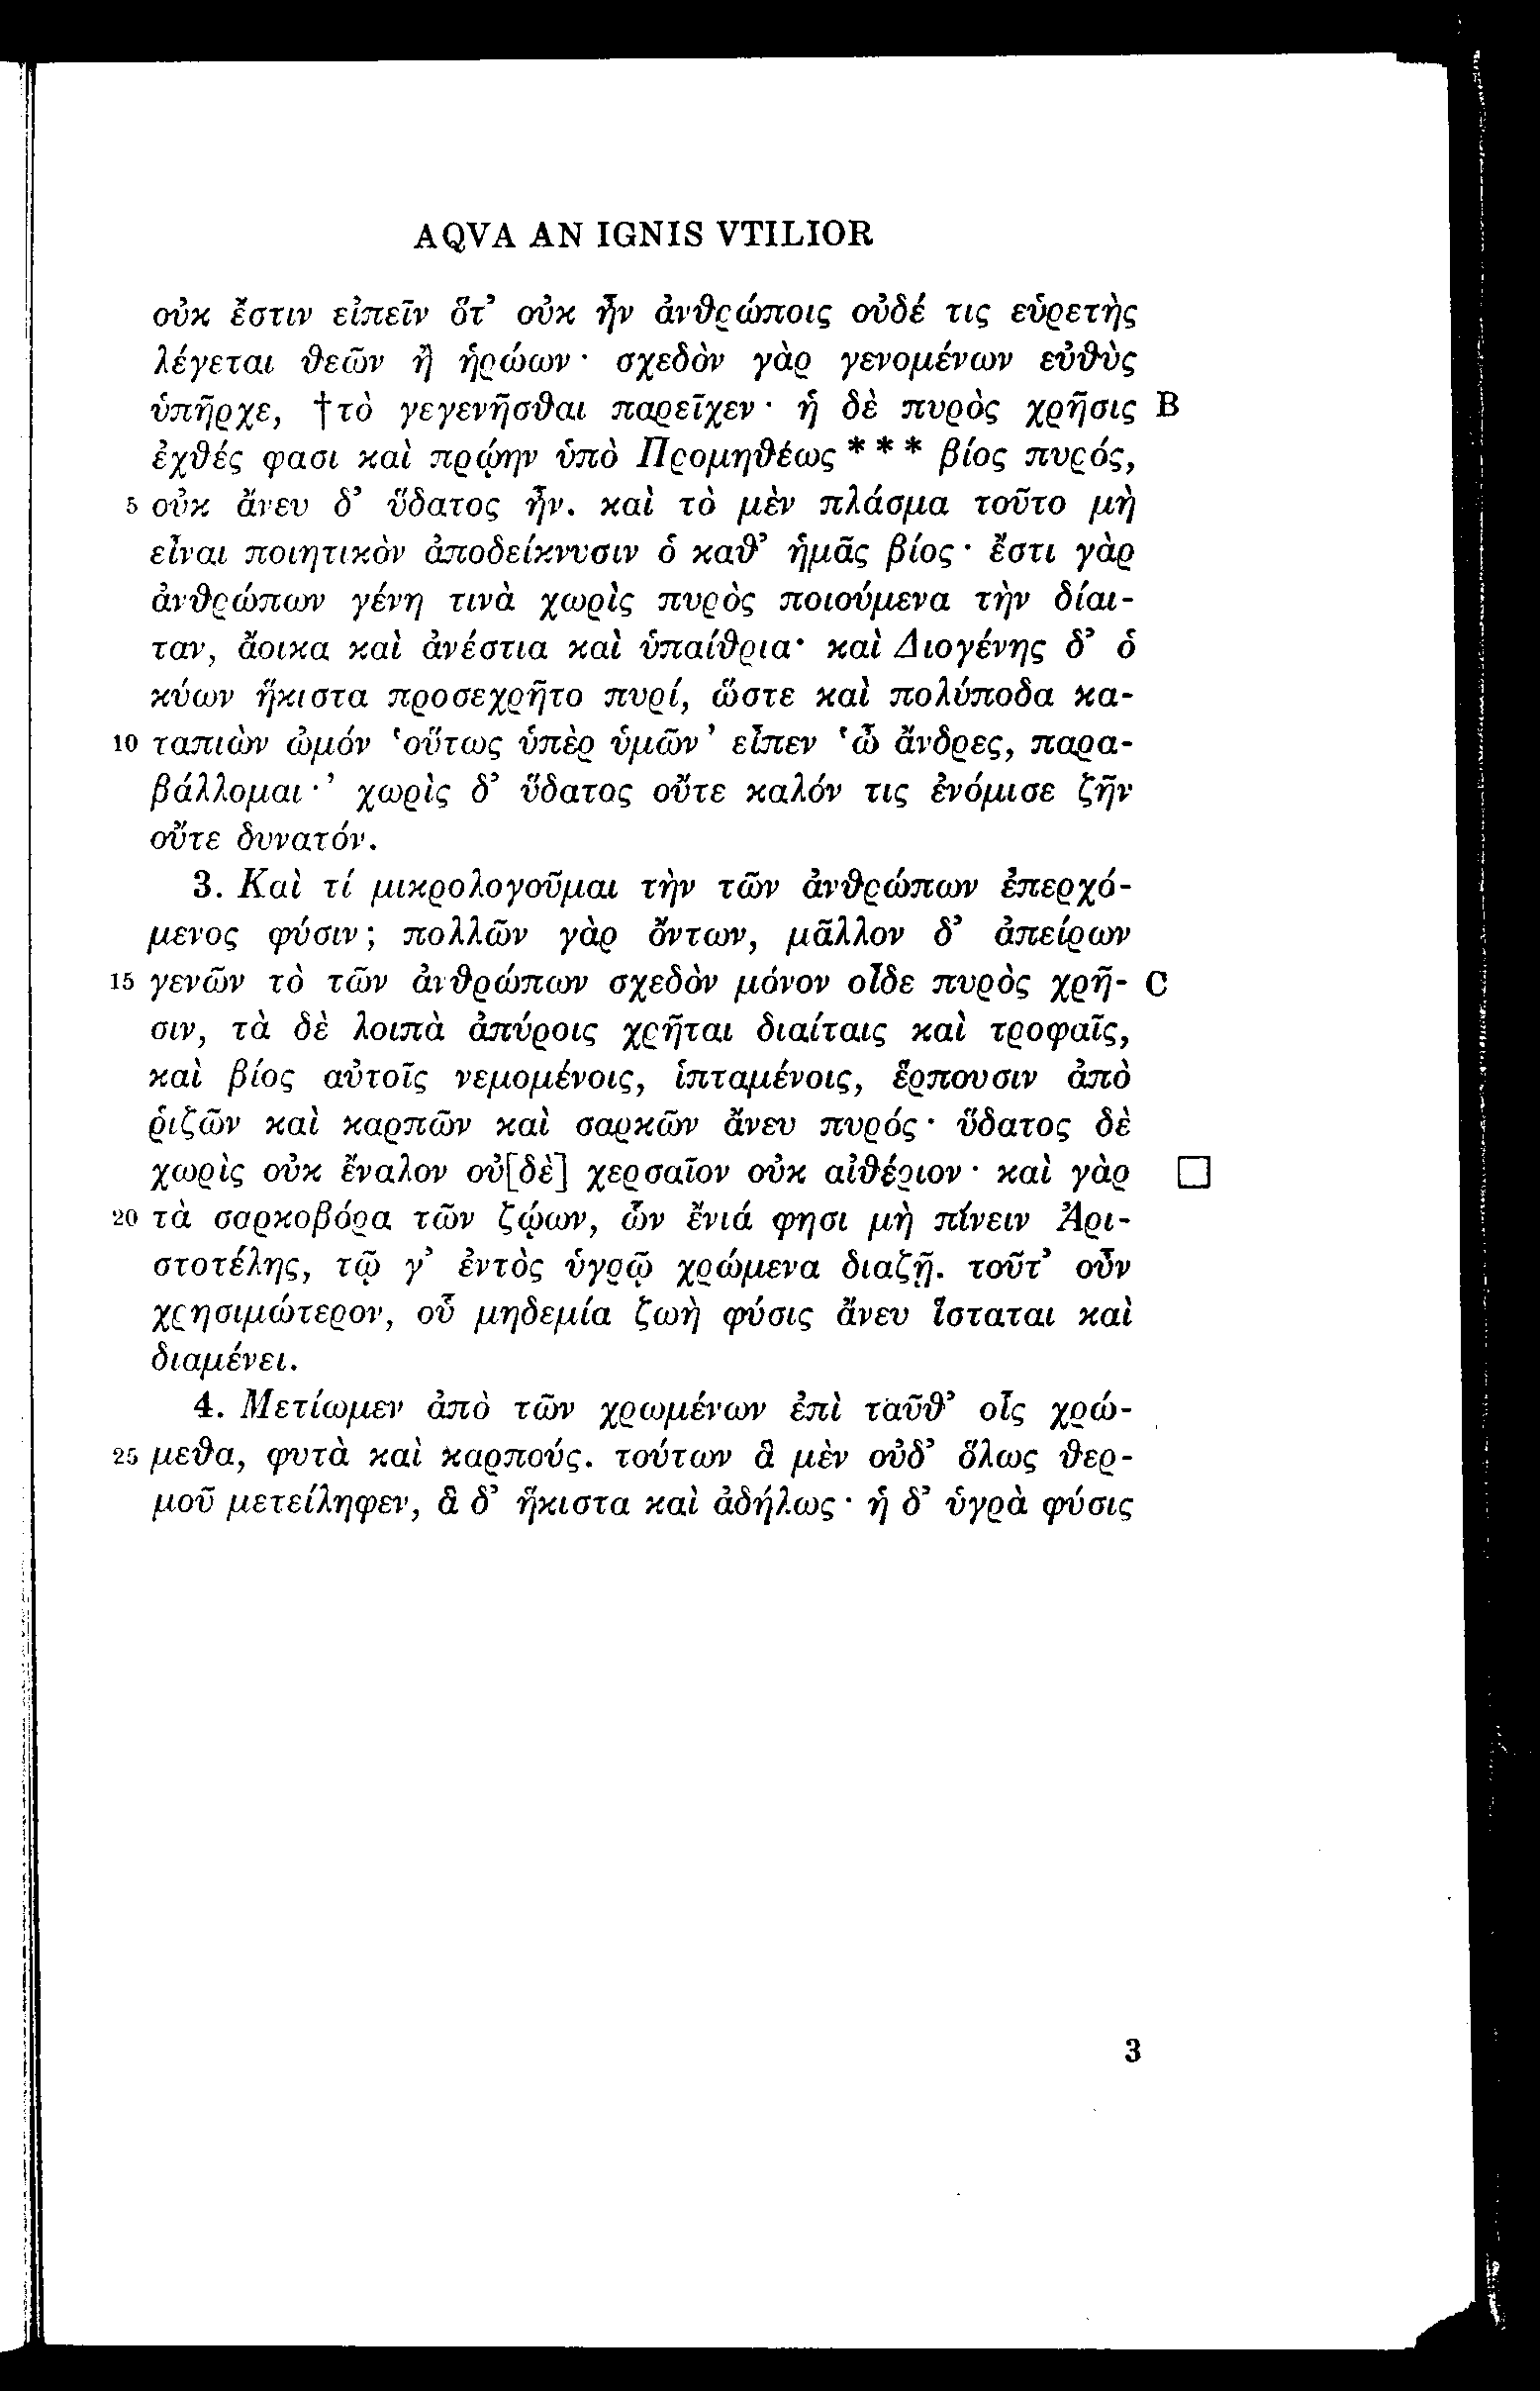 AQVA AN IGNIS VTILIOR
οὐκ ἔστιν εἰπεῖν ὅτ’ οὐκ ἦν ἀνθρώποις οὐδέ τις εὑρετὴς
λέγεται θεῶν ἢ ἡρώων· σχεδὸν γὰρ γενομένων εὐθὺς
ὑπῆρχε, †τὸ γεγενῆσθαι παρεῖχεν· ἡ δὲ πυρὸς χρῆσις B
ἐχθές φασι καὶ πρῴην ὑπὸ Προμηθέως * * * βίος πυρός,
5 οὐκ ἄνευ δ’ ὕδατος ἦν. καὶ τὸ μὲν πλάσμα τοῦτο μὴ
εἶναι ποιητικὸν ἀποδείκνυσιν ὁ καθ’ ἡμᾶς βίος· ἔστι γὰρ
ἀνθρώπων γένη τινὰ χωρὶς πυρὸς ποιούμενα τὴν δίαι-
ταν, ἄοικα καὶ ἀνέστια καὶ ὑπαίθρια· καὶ Διογένης δ’ ὁ
κύων ἥκιστα προσεχρῆτο πυρί, ὥστε καὶ πολύποδα κα-
10 ταπιὼν ὠμόν ‘οὕτως ὑπὲρ ὑμῶν’ εἶπεν ‘ὦ ἄνδρες, παρα-
βάλλομαι·’ χωρὶς δ’ ὕδατος οὔτε καλόν τις ἐνόμισε ζῆν
οὔτε δυνατόν.
3. Καὶ τί μικρολογοῦμαι τὴν τῶν ἀνθρώπων ἐπερχό-
μενος φύσιν; πολλῶν γὰρ ὄντων, μᾶλλον δ’ ἀπείρων
15 γενῶν τὸ τῶν ἀνθρώπων σχεδὸν μόνον οἶδε πυρὸς χρῆ- C
σιν, τὰ δὲ λοιπὰ ἀπύροις χρῆται διαίταις καὶ τροφαῖς,
καὶ βίος αὐτοῖς νεμομένοις, ἱπταμένοις, ἕρπουσιν ἀπὸ
ῥιζῶν καὶ καρπῶν καὶ σαρκῶν ἄνευ πυρός· ὕδατος δὲ
χωρὶς οὐκ ἔναλον οὐ[δὲ] χερσαῖον οὐκ αἰθέριον· καὶ γὰρ □
20 τὰ σαρκοβόρα τῶν ζῴων, ὧν ἔνιά φησι μὴ πίνειν Ἀρι-
στοτέλης, τῷ γ’ ἐντὸς ὑγρῷ χρώμενα διαζῇ. τοῦτ’ οὖν
χρησιμώτερον, οὗ μηδεμία ζωὴ φύσις ἄνευ ἵσταται καὶ
διαμένει.
4. Μετίωμεν ἀπὸ τῶν χρωμένων ἐπὶ ταῦθ’ οἷς χρώ-
25 μεθα, φυτὰ καὶ καρπούς. τούτων ἃ μὲν οὐδ’ ὅλως θερ-
μοῦ μετείληφεν, ἃ δ’ ἥκιστα καὶ ἀδήλως· ἡ δ’ ὑγρὰ φύσις
3